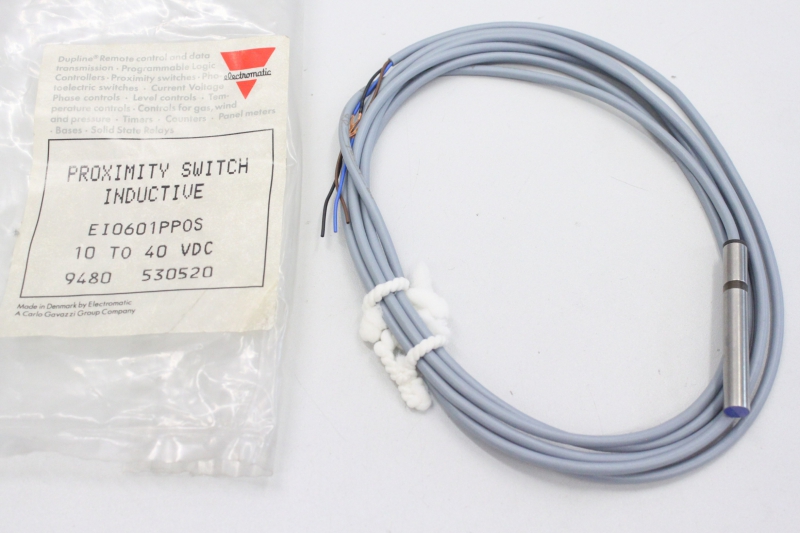 Dupline® Remote control and data
transmission · Programmable Logic
Controllers · Proximity switches · Pho-
toelectric switches · Current Voltage
Phase controls · Level controls · Tem-
perature controls · Controls for gas, wind
and pressure · Timers · Counters · Panel meters
· Bases · Solid State Relays
electromatic
PROXIMITY SWITCH
INDUCTIVE
EI0601PPOS
10 TO 40 VDC
9480 530520
Made in Denmark by Electromatic
A Carlo Gavazzi Group Company